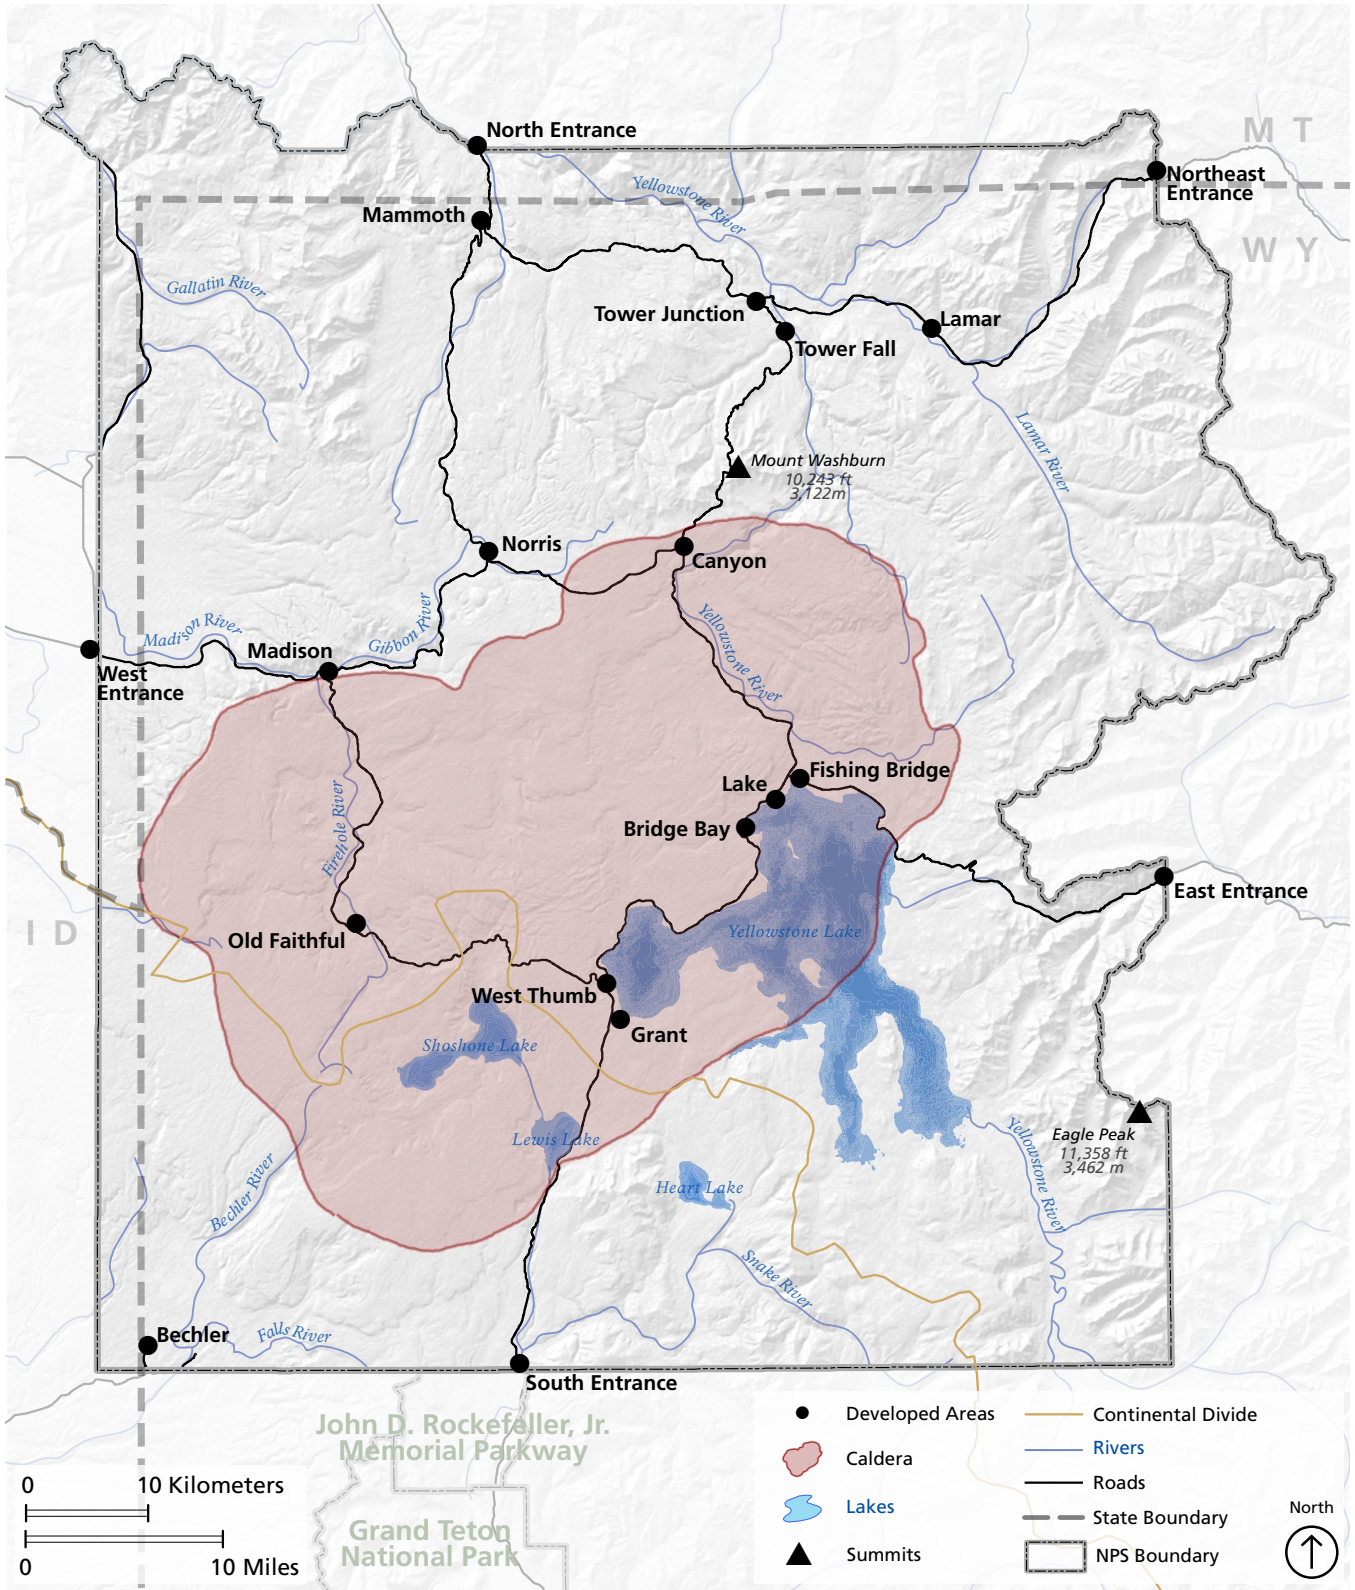 North Entrance
M T
Northeast
Entrance
Yellowstone River
Mammoth
W Y
Gallatin River
Tower Junction
Lamar
Tower Fall
Lamar River
Mount Washburn
10,243 ft
3,122m
Norris
Canyon
Madison River
Gibbon River
Yellowstone River
Madison
West
Entrance
Fishing Bridge
Lake
Bridge Bay
Firehole River
East Entrance
I D
Old Faithful
Yellowstone Lake
West Thumb
Grant
Shoshone Lake
Lewis Lake
Eagle Peak
11,358 ft
3,462 m
Yellowstone River
Heart Lake
Bechler River
Snake River
Bechler
Falls River
South Entrance
John D. Rockefeller, Jr.
Memorial Parkway
Grand Teton
National Park
0 10 Kilometers
0 10 Miles
Developed Areas
Caldera
Lakes
Summits
Continental Divide
Rivers
Roads
State Boundary
NPS Boundary
North